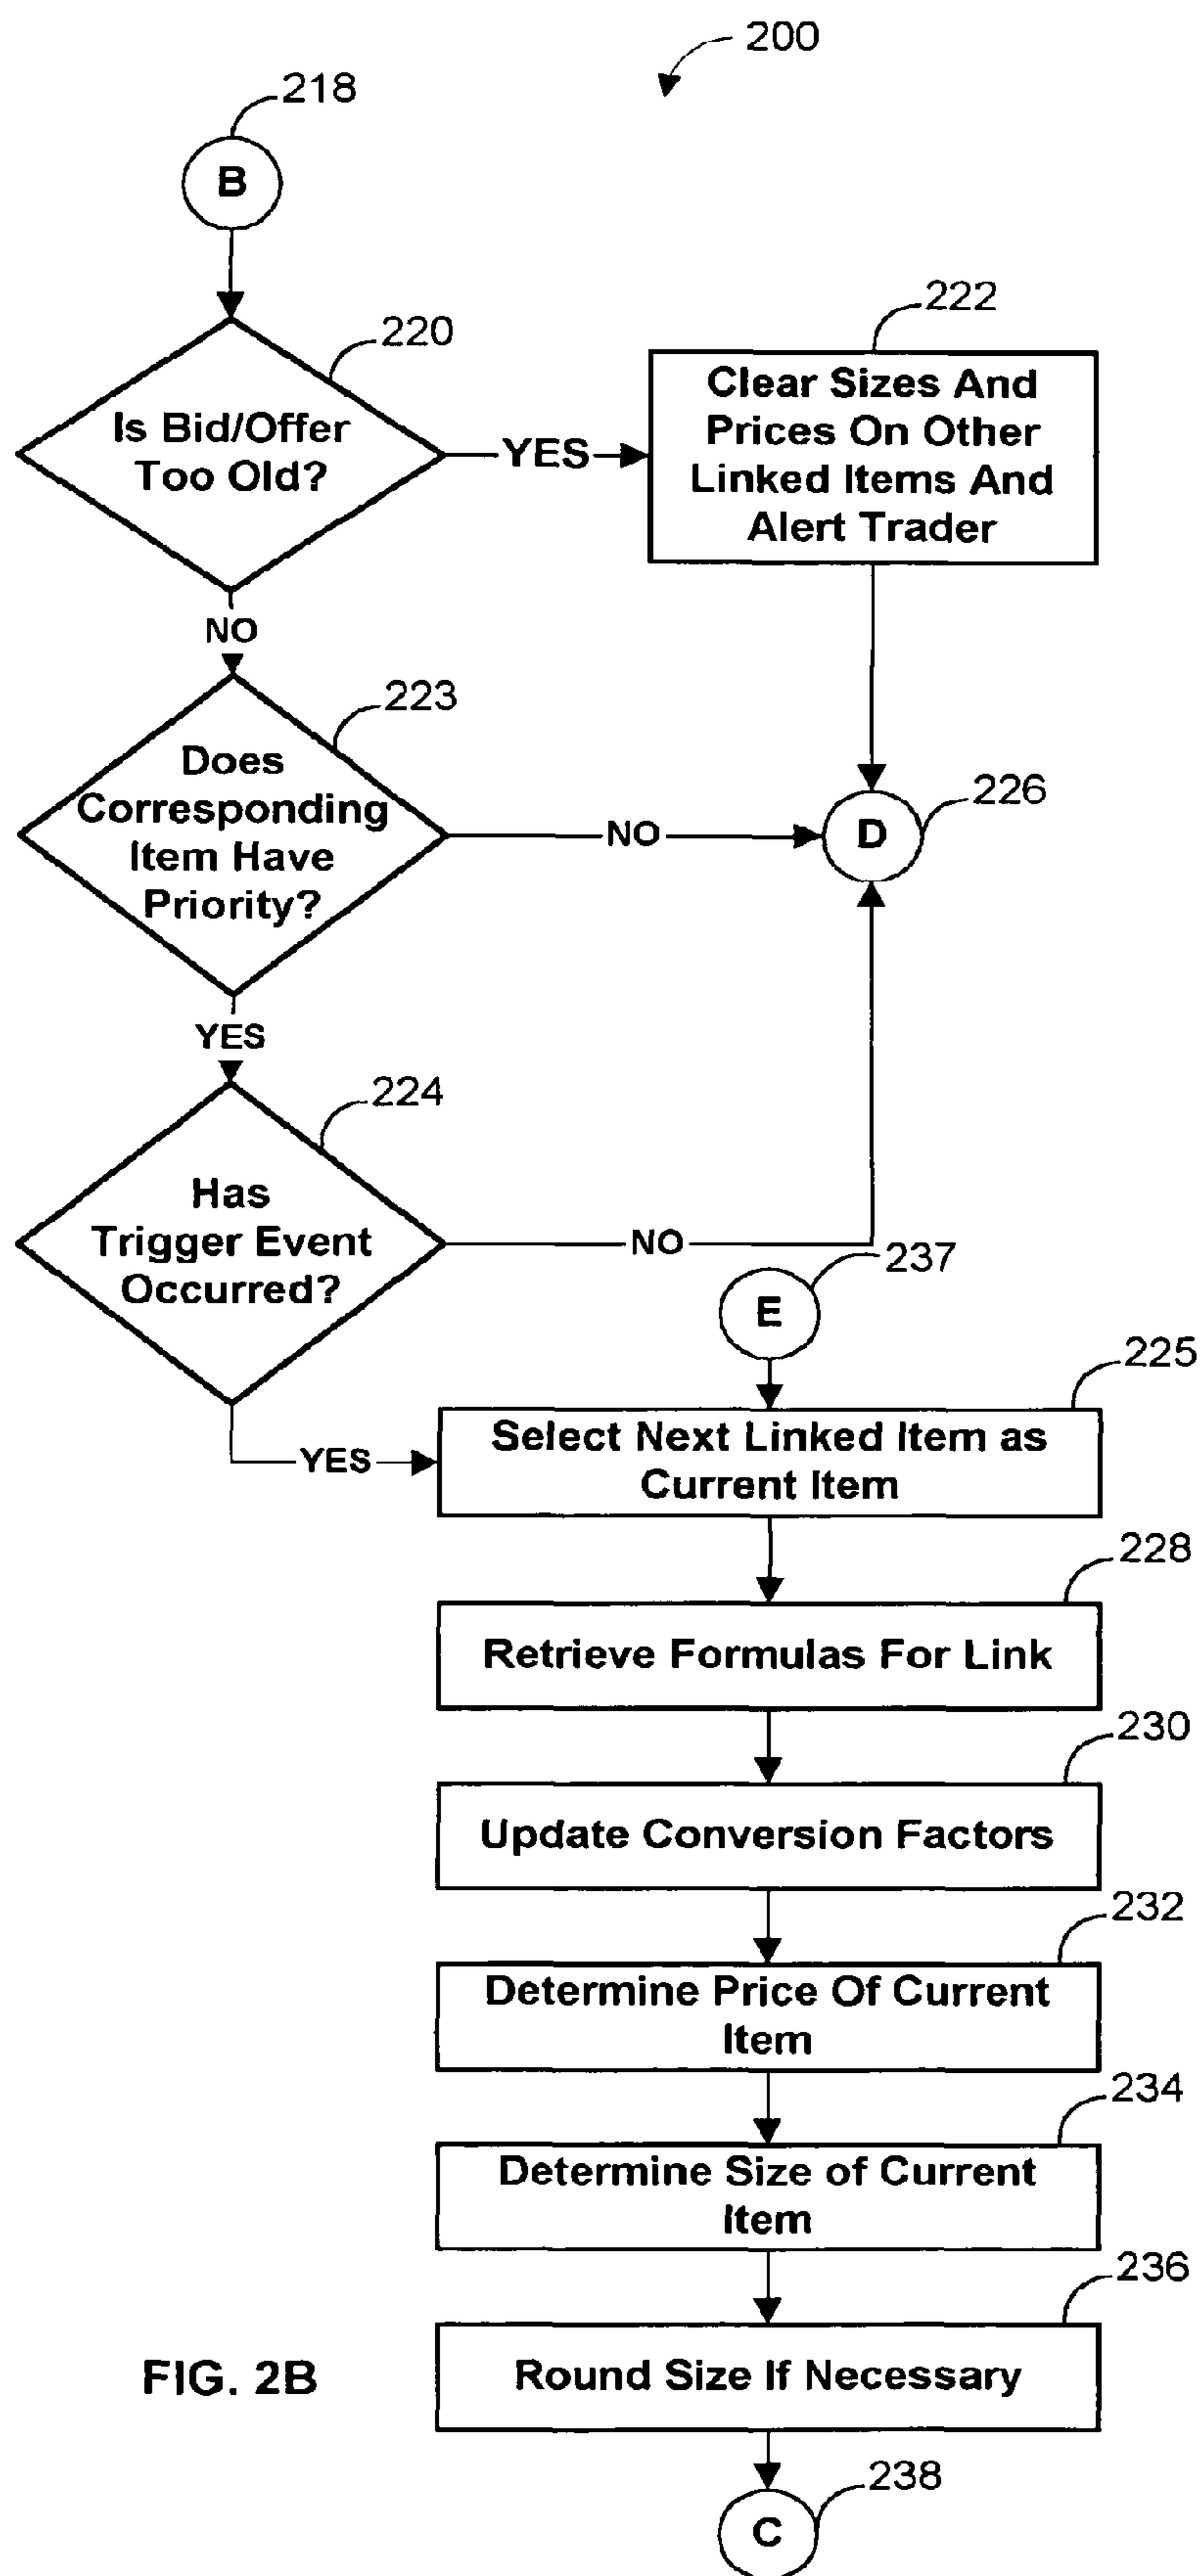 200
218
B
220
Is Bid/Offer
Too Old?
YES
222
Clear Sizes And
Prices On Other
Linked Items And
Alert Trader
NO
223
Does
Corresponding
Item Have
Priority?
NO
226
D
YES
224
Has
Trigger Event
Occurred?
NO
237
E
225
YES
Select Next Linked Item as
Current Item
228
Retrieve Formulas For Link
230
Update Conversion Factors
232
Determine Price Of Current
Item
234
Determine Size of Current
Item
236
Round Size If Necessary
FIG. 2B
238
C